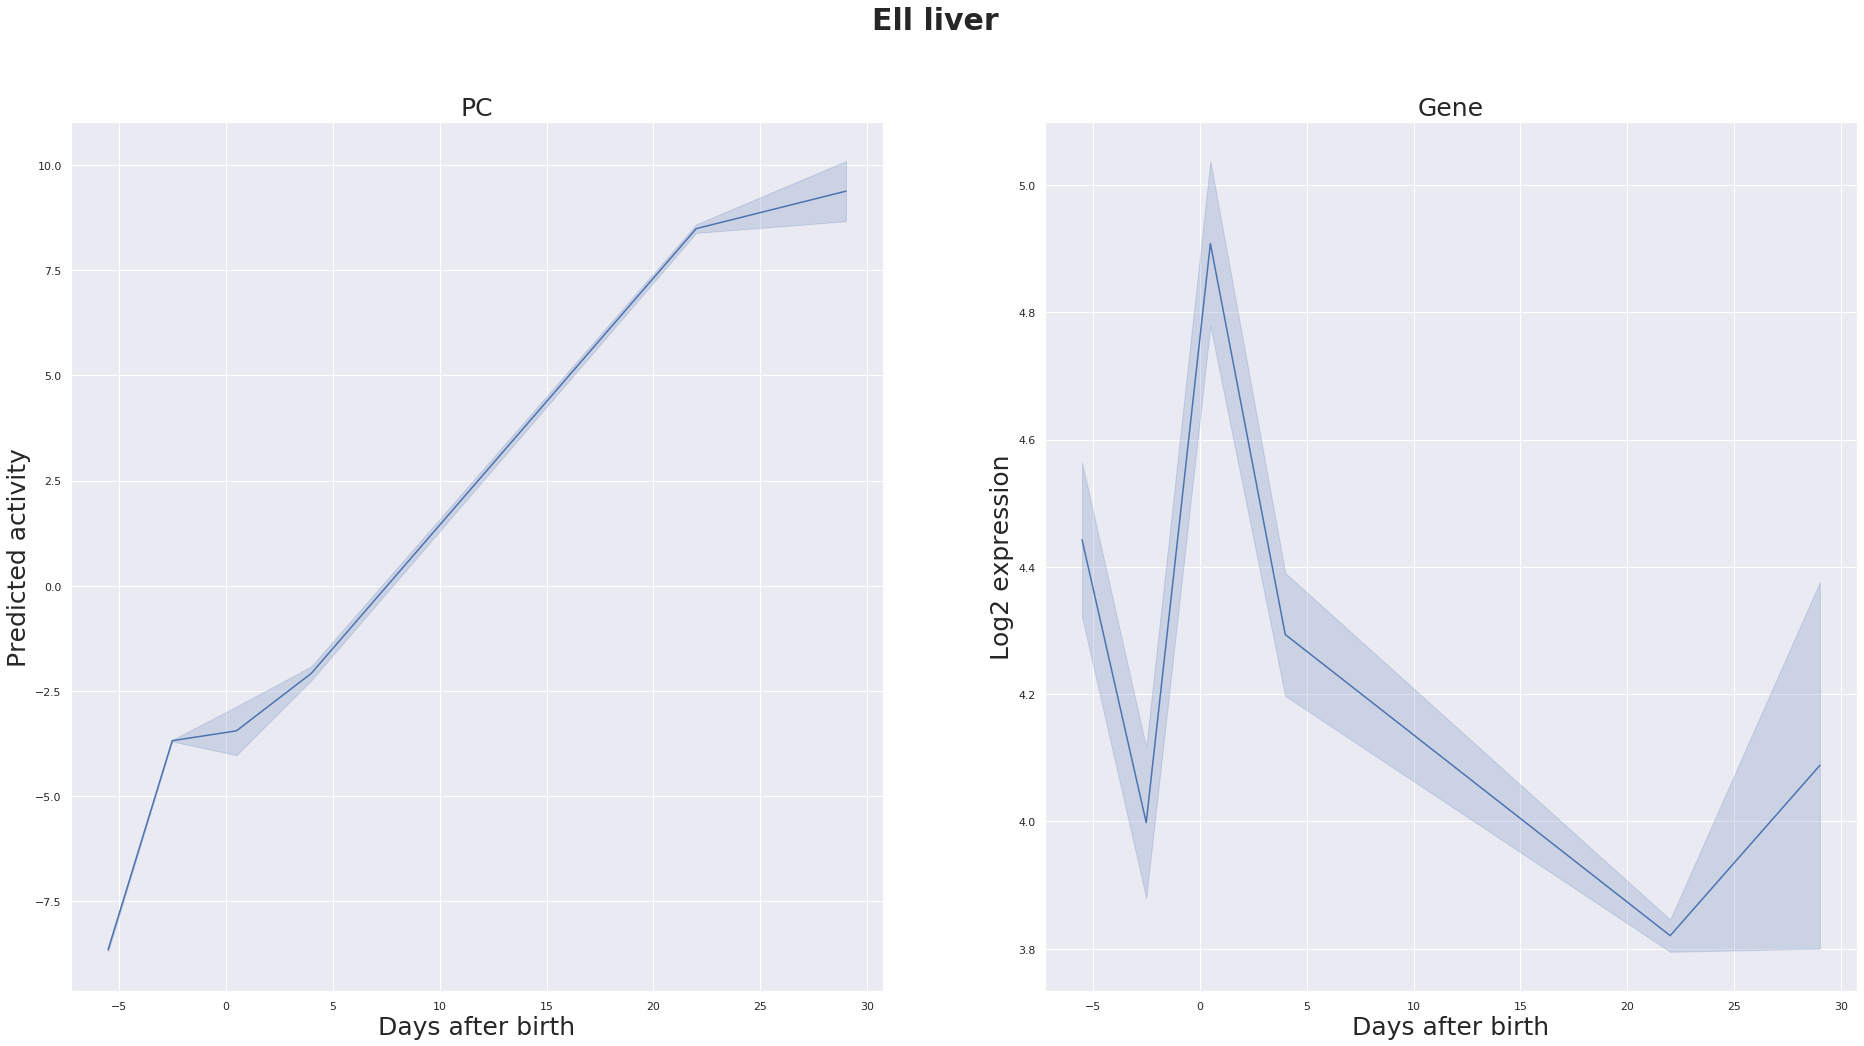 Ell liver
PC
Predicted activity
10.0
7.5
5.0
2.5
0.0
−2.5
−5.0
−7.5
−5 0 5 10 15 20 25 30
Days after birth
Gene
Log2 expression
5.0
4.8
4.6
4.4
4.2
4.0
3.8
−5 0 5 10 15 20 25 30
Days after birth